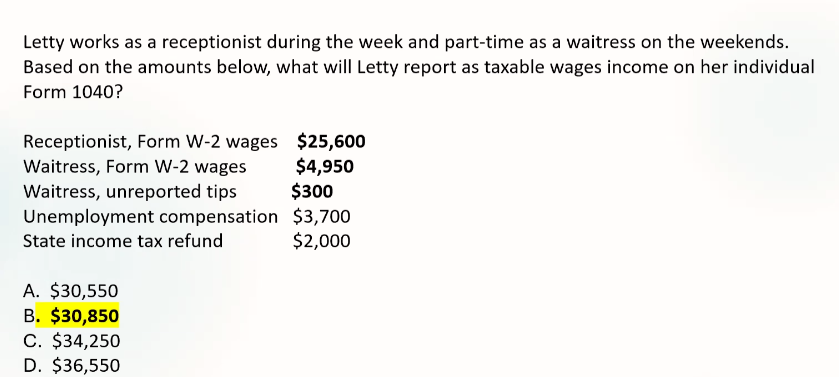 Letty works as a receptionist during the week and part-time as a waitress on the weekends.
Based on the amounts below, what will Letty report as taxable wages income on her individual
Form 1040?
Receptionist, Form W-2 wages $25,600
Waitress, Form W-2 wages $4,950
Waitress, unreported tips $300
Unemployment compensation $3,700
State income tax refund $2,000
A. $30,550
B. $30,850
C. $34,250
D. $36,550